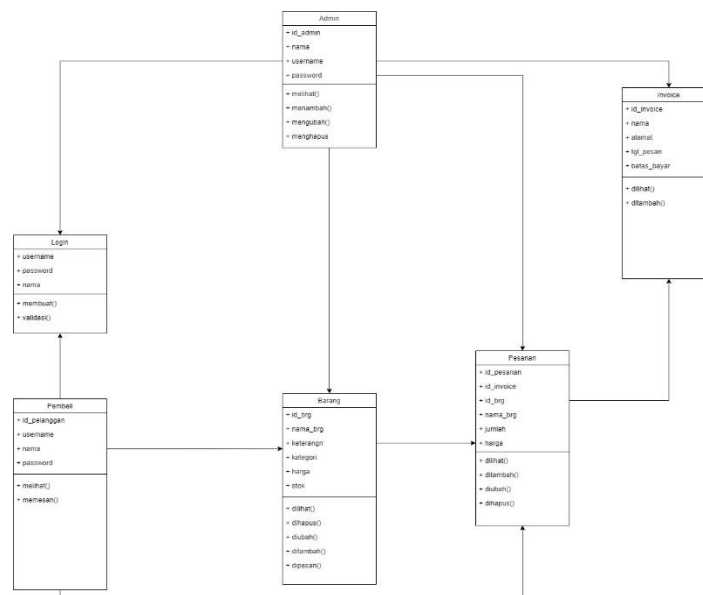 Admin
+ id_admin
+ nama
+ username
+ password
+ melihat()
+ menambah()
+ mengubah()
+ menghapus
Invoice
+ id_invoice
+ nama
+ alamat
+ tgl_pesan
+ batas_bayar
+ dilihat()
+ ditambah()
Login
+ username
+ password
+ nama
+ membuat()
+ validasi()
Pembeli
+ id_pelanggan
+ username
+ nama
+ password
+ melihat()
+ memesan()
Barang
+ id_brg
+ nama_brg
+ keterangn
+ kategori
+ harga
+ stok
+ dilihat()
+ dihapus()
+ diubah()
+ ditambah()
+ dipesan()
Pesanan
+ id_pesanan
+ id_invoice
+ id_brg
+ nama_brg
+ jumlah
+ harga
+ dilihat()
+ ditambah()
+ diubah()
+ dihapus()